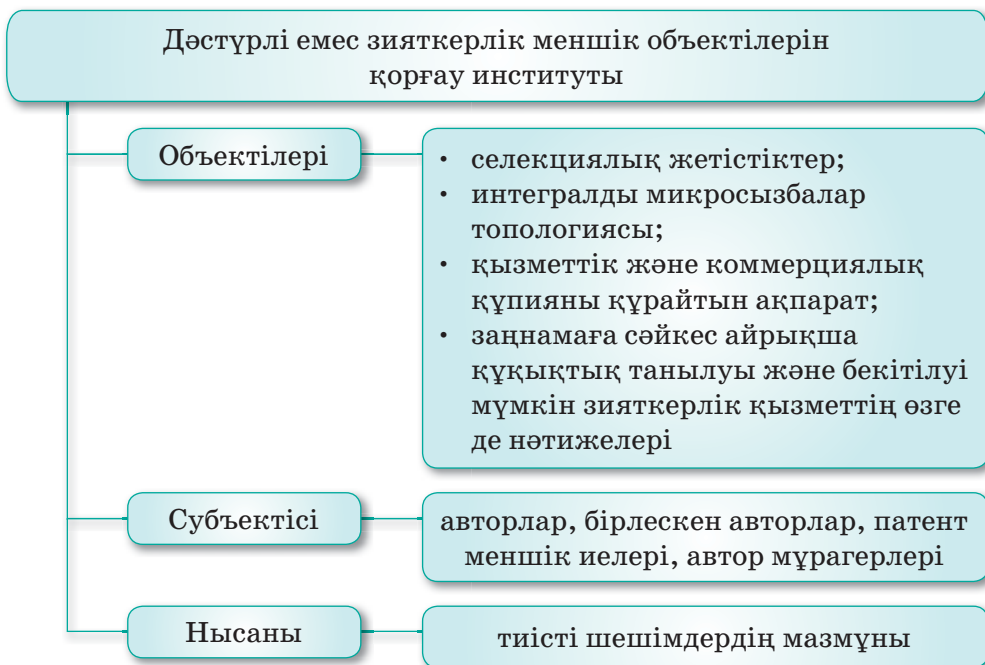 Дәстүрлі емес зияткерлік меншік объектілерін
қорғау институты
Объектілері
• селекциялық жетістіктер;
• интегралды микросызбалар
топологиясы;
• қызметтік және коммерциялық
құпияны құрайтын ақпарат;
• заңнамаға сәйкес айрықша
құқықтық танылуы және бекітілуі
мүмкін зияткерлік қызметтің өзге
де нәтижелері
Субъектісі
авторлар, бірлескен авторлар, патент
меншік иелері, автор мұрагерлері
Нысаны
тиісті шешімдердің мазмұны